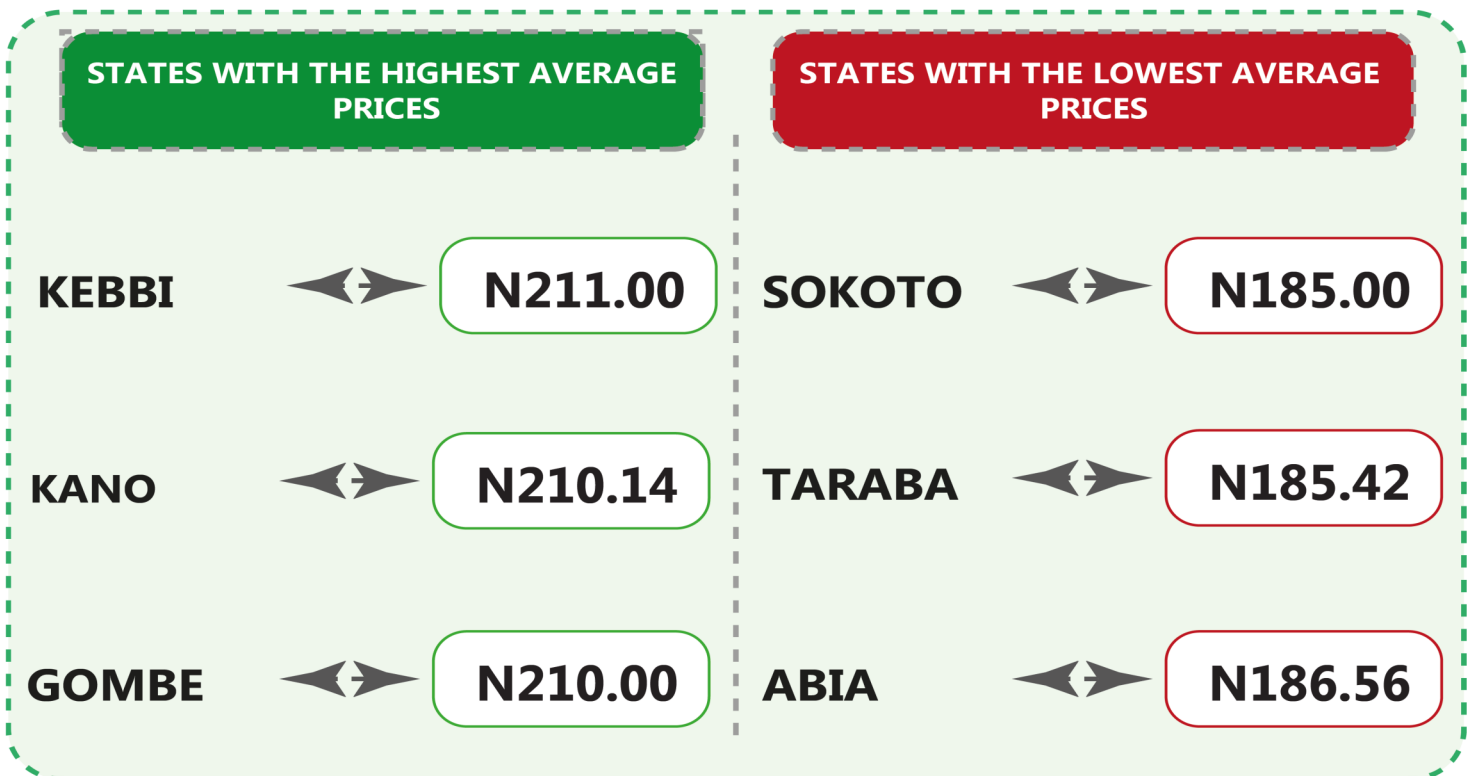 STATES WITH THE HIGHEST AVERAGE
PRICES
KEBBI N211.00
KANO N210.14
GOMBE N210.00
STATES WITH THE LOWEST AVERAGE
PRICES
SOKOTO N185.00
TARABA N185.42
ABIA N186.56